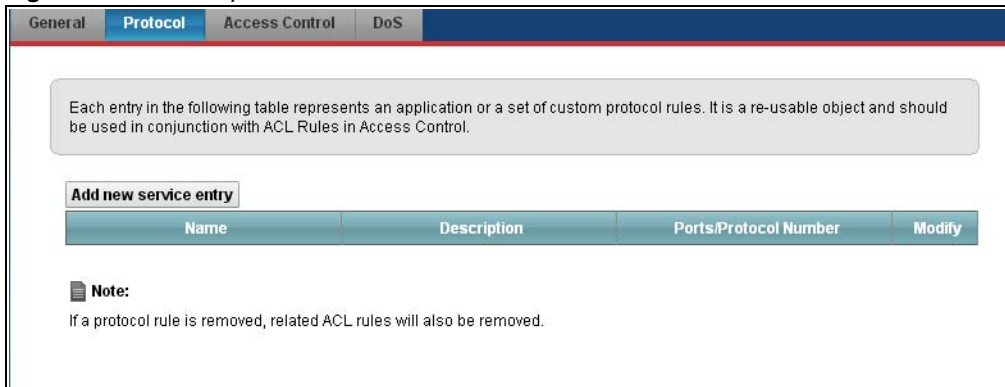 General Protocol Access Control DoS
Each entry in the following table represents an application or a set of custom protocol rules. It is a re-usable object and should
be used in conjunction with ACL Rules in Access Control.
Add new service entry
Name Description Ports/Protocol Number Modify
Note:
If a protocol rule is removed, related ACL rules will also be removed.